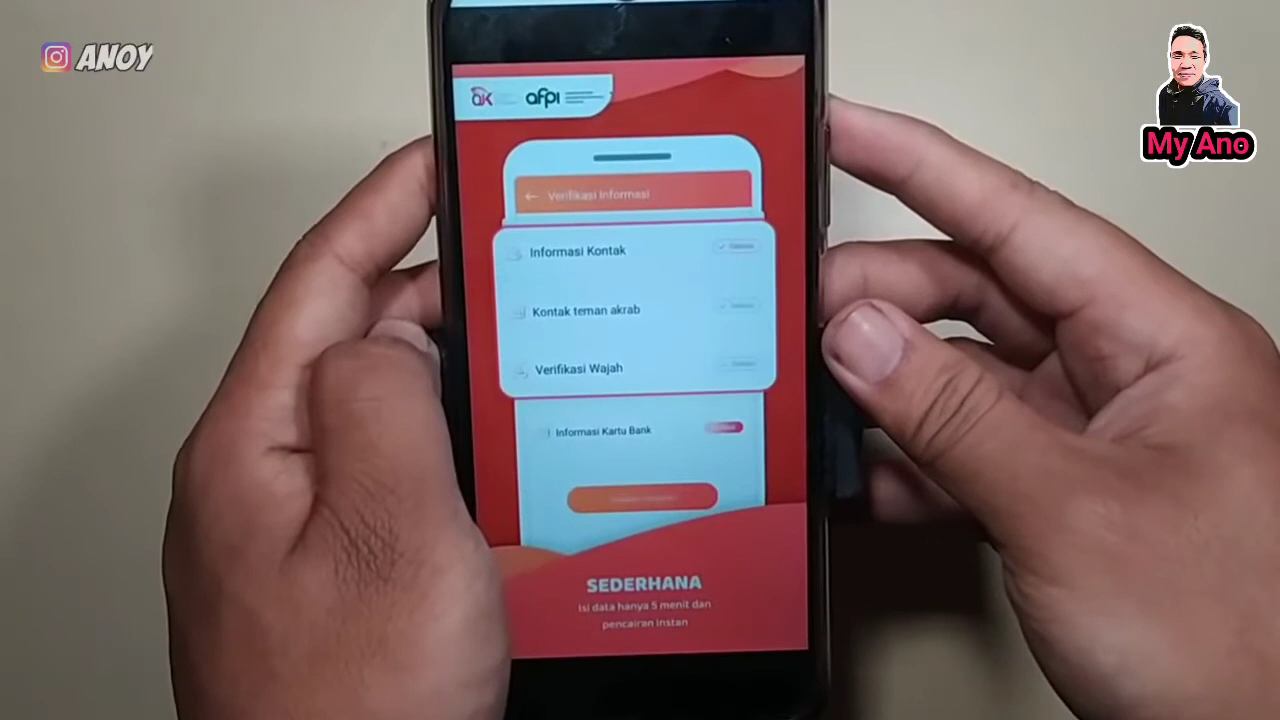 ANOY
My Ano
afpi
Verifikasi Informasi
Informasi Kontak
Kontak teman akrab
Verifikasi Wajah
Informasi Kartu Bank
SEDERHANA
Isi data hanya 5 menit dan
pencairan instan